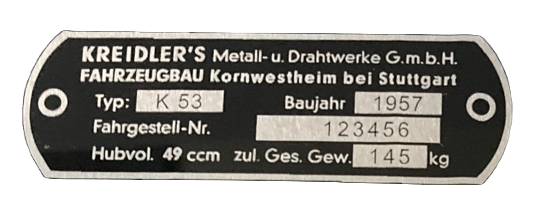 KREIDLER'S Metall- u. Drahtwerke G.m.b.H.
FAHRZEUGBAU Kornwestheim bei Stuttgart
Typ: K 53 Baujahr 1957
Fahrgestell-Nr. 123456
Hubvol. 49 ccm zul. Ges. Gew. 145 kg